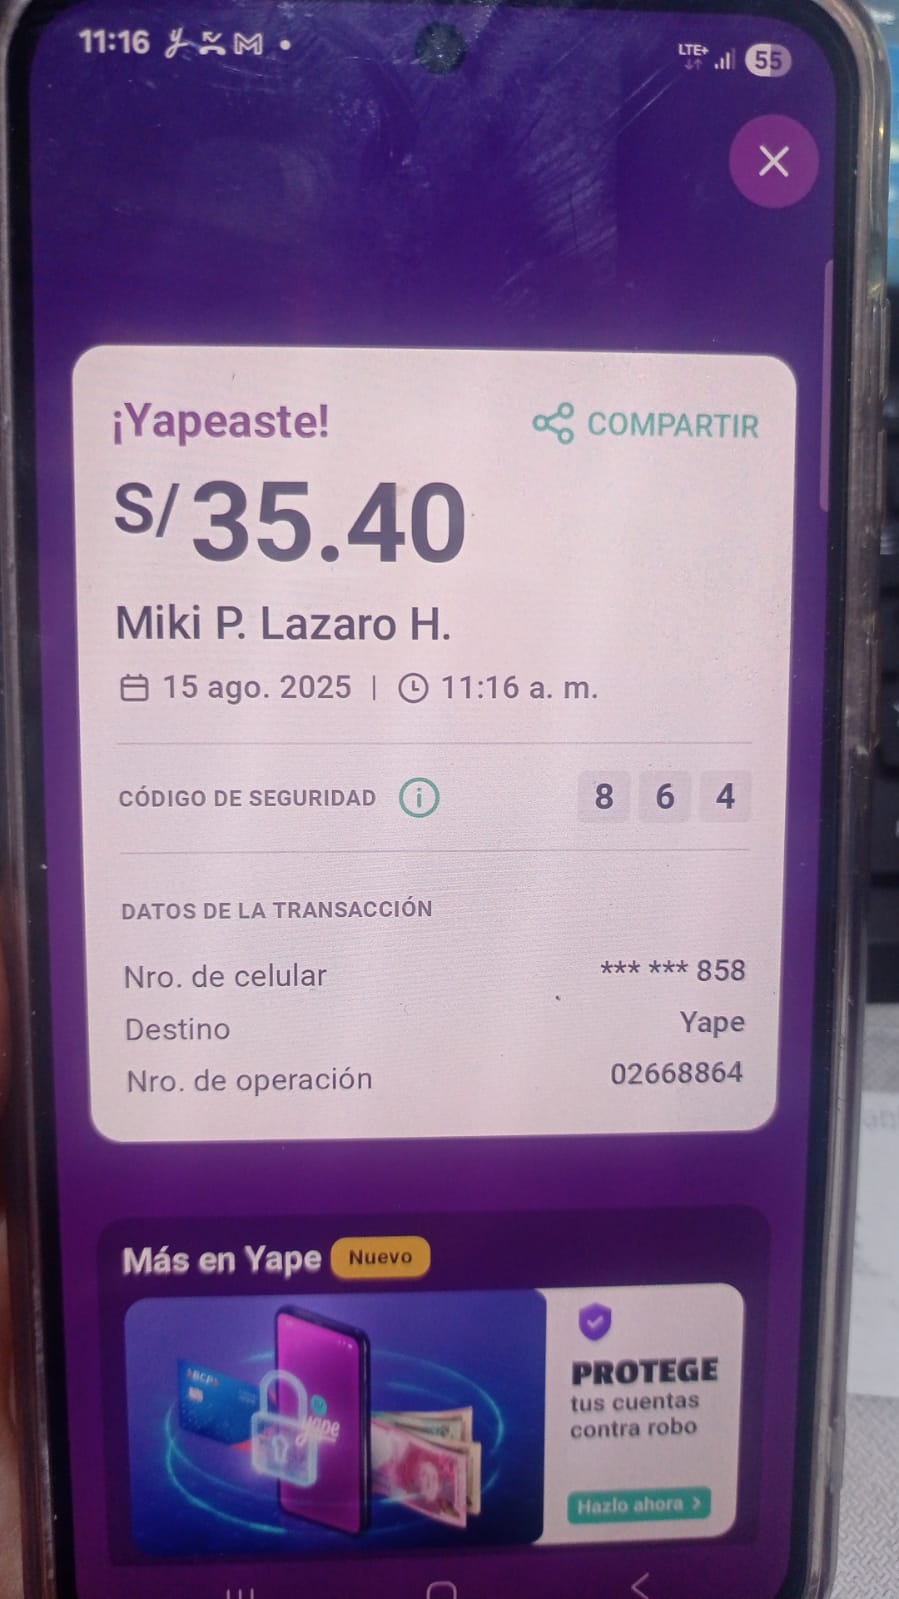 11:16
LTE+
55
¡Yapeaste!
COMPARTIR
S/ 35.40
Miki P. Lazaro H.
15 ago. 2025 | 11:16 a. m.
CÓDIGO DE SEGURIDAD 8 6 4
DATOS DE LA TRANSACCIÓN
Nro. de celular *** *** 858
Destino Yape
Nro. de operación 02668864
Más en Yape Nuevo
BCP
yape
PROTEGE
tus cuentas
contra robo
Hazlo ahora >